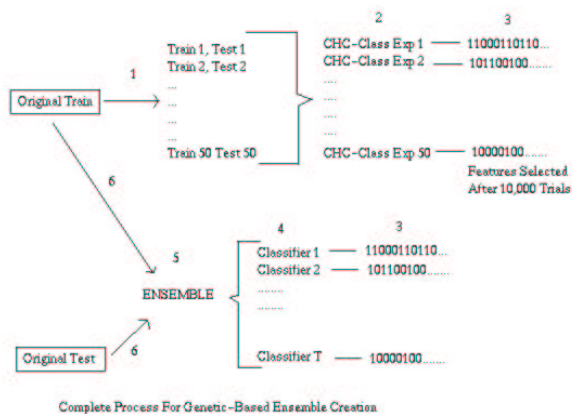 2 3
Train 1, Test 1 CHC-Class Exp 1 11000110110...
1 Train 2, Test 2 CHC-Class Exp 2 101100100.......
... ....
Original Train ... ....
... ....
... ....
Train 50 Test 50 CHC-Class Exp 50 10000100.......
Features Selected
6 After 10,000 Trials
4 3
5 Classifier 1 11000110110...
Classifier 2 101100100.......
ENSEMBLE ........
........
6
Original Test Classifier T 10000100.......
Complete Process For Genetic-Based Ensemble Creation